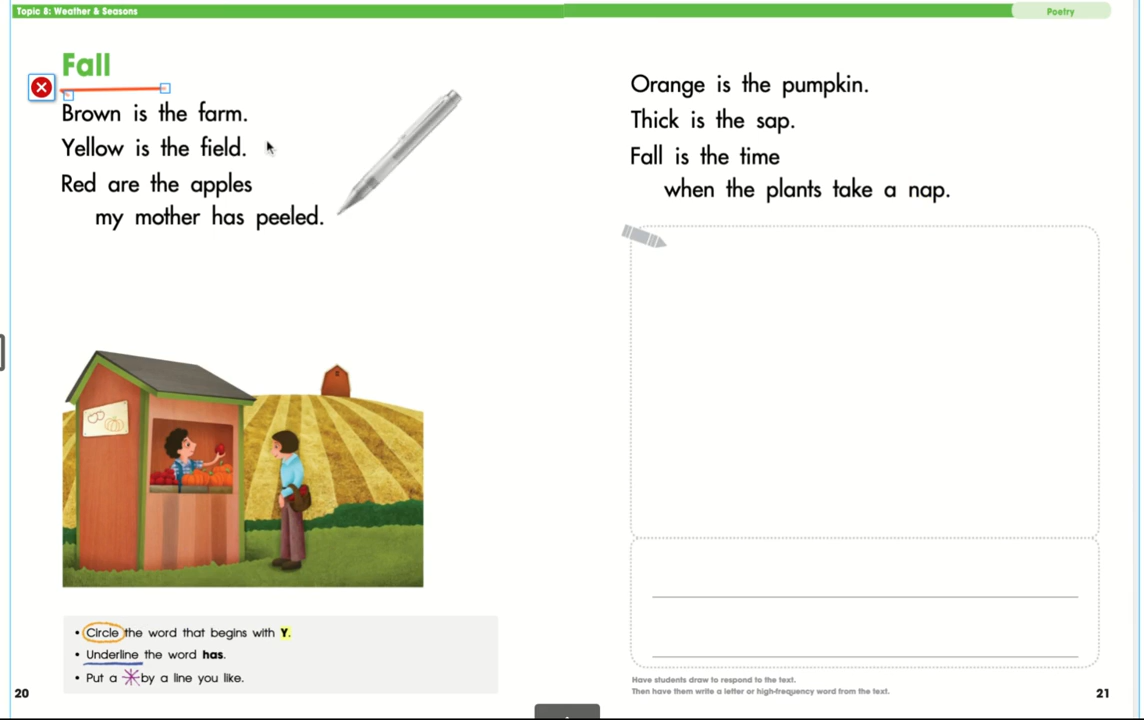 Topic 8: Weather & Seasons
Poetry
Fall
Brown is the farm.
Yellow is the field.
Red are the apples
my mother has peeled.
Orange is the pumpkin.
Thick is the sap.
Fall is the time
when the plants take a nap.
• Circle the word that begins with Y.
• Underline the word has.
• Put a by a line you like.
Have students draw to respond to the text.
Then have them write a letter or high-frequency word from the text.
20
21